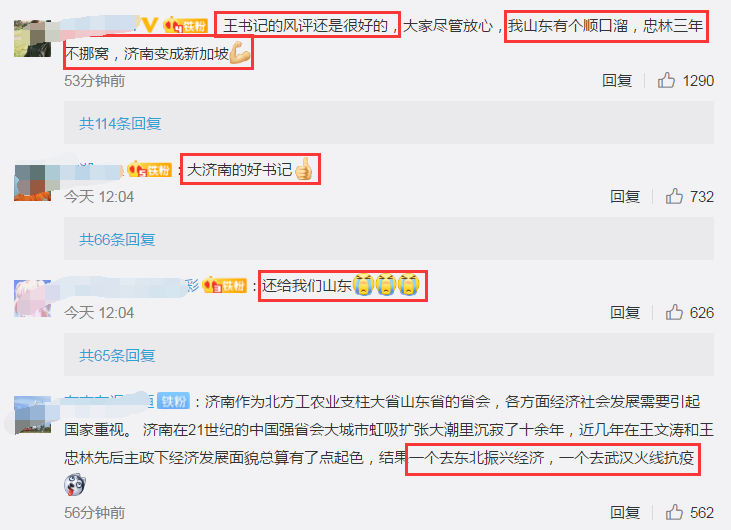 铁粉 王书记的风评还是很好的，大家尽管放心，我山东有个顺口溜，忠林三年
不挪窝，济南变成新加坡
53分钟前 回复 1290
共114条回复
铁粉：大济南的好书记
今天 12:04 回复 732
共66条回复
彩 铁粉：还给我们山东
今天 12:04 回复 626
共65条回复
铁粉：济南作为北方工农业支柱大省山东省的省会，各方面经济社会发展需要引起
国家重视。 济南在21世纪的中国强省会大城市虹吸扩张大潮里沉寂了十余年，近几年在王文涛和王
忠林先后主政下经济发展面貌总算有了点起色，结果一个去东北振兴经济，一个去武汉火线抗疫
56分钟前 回复 562